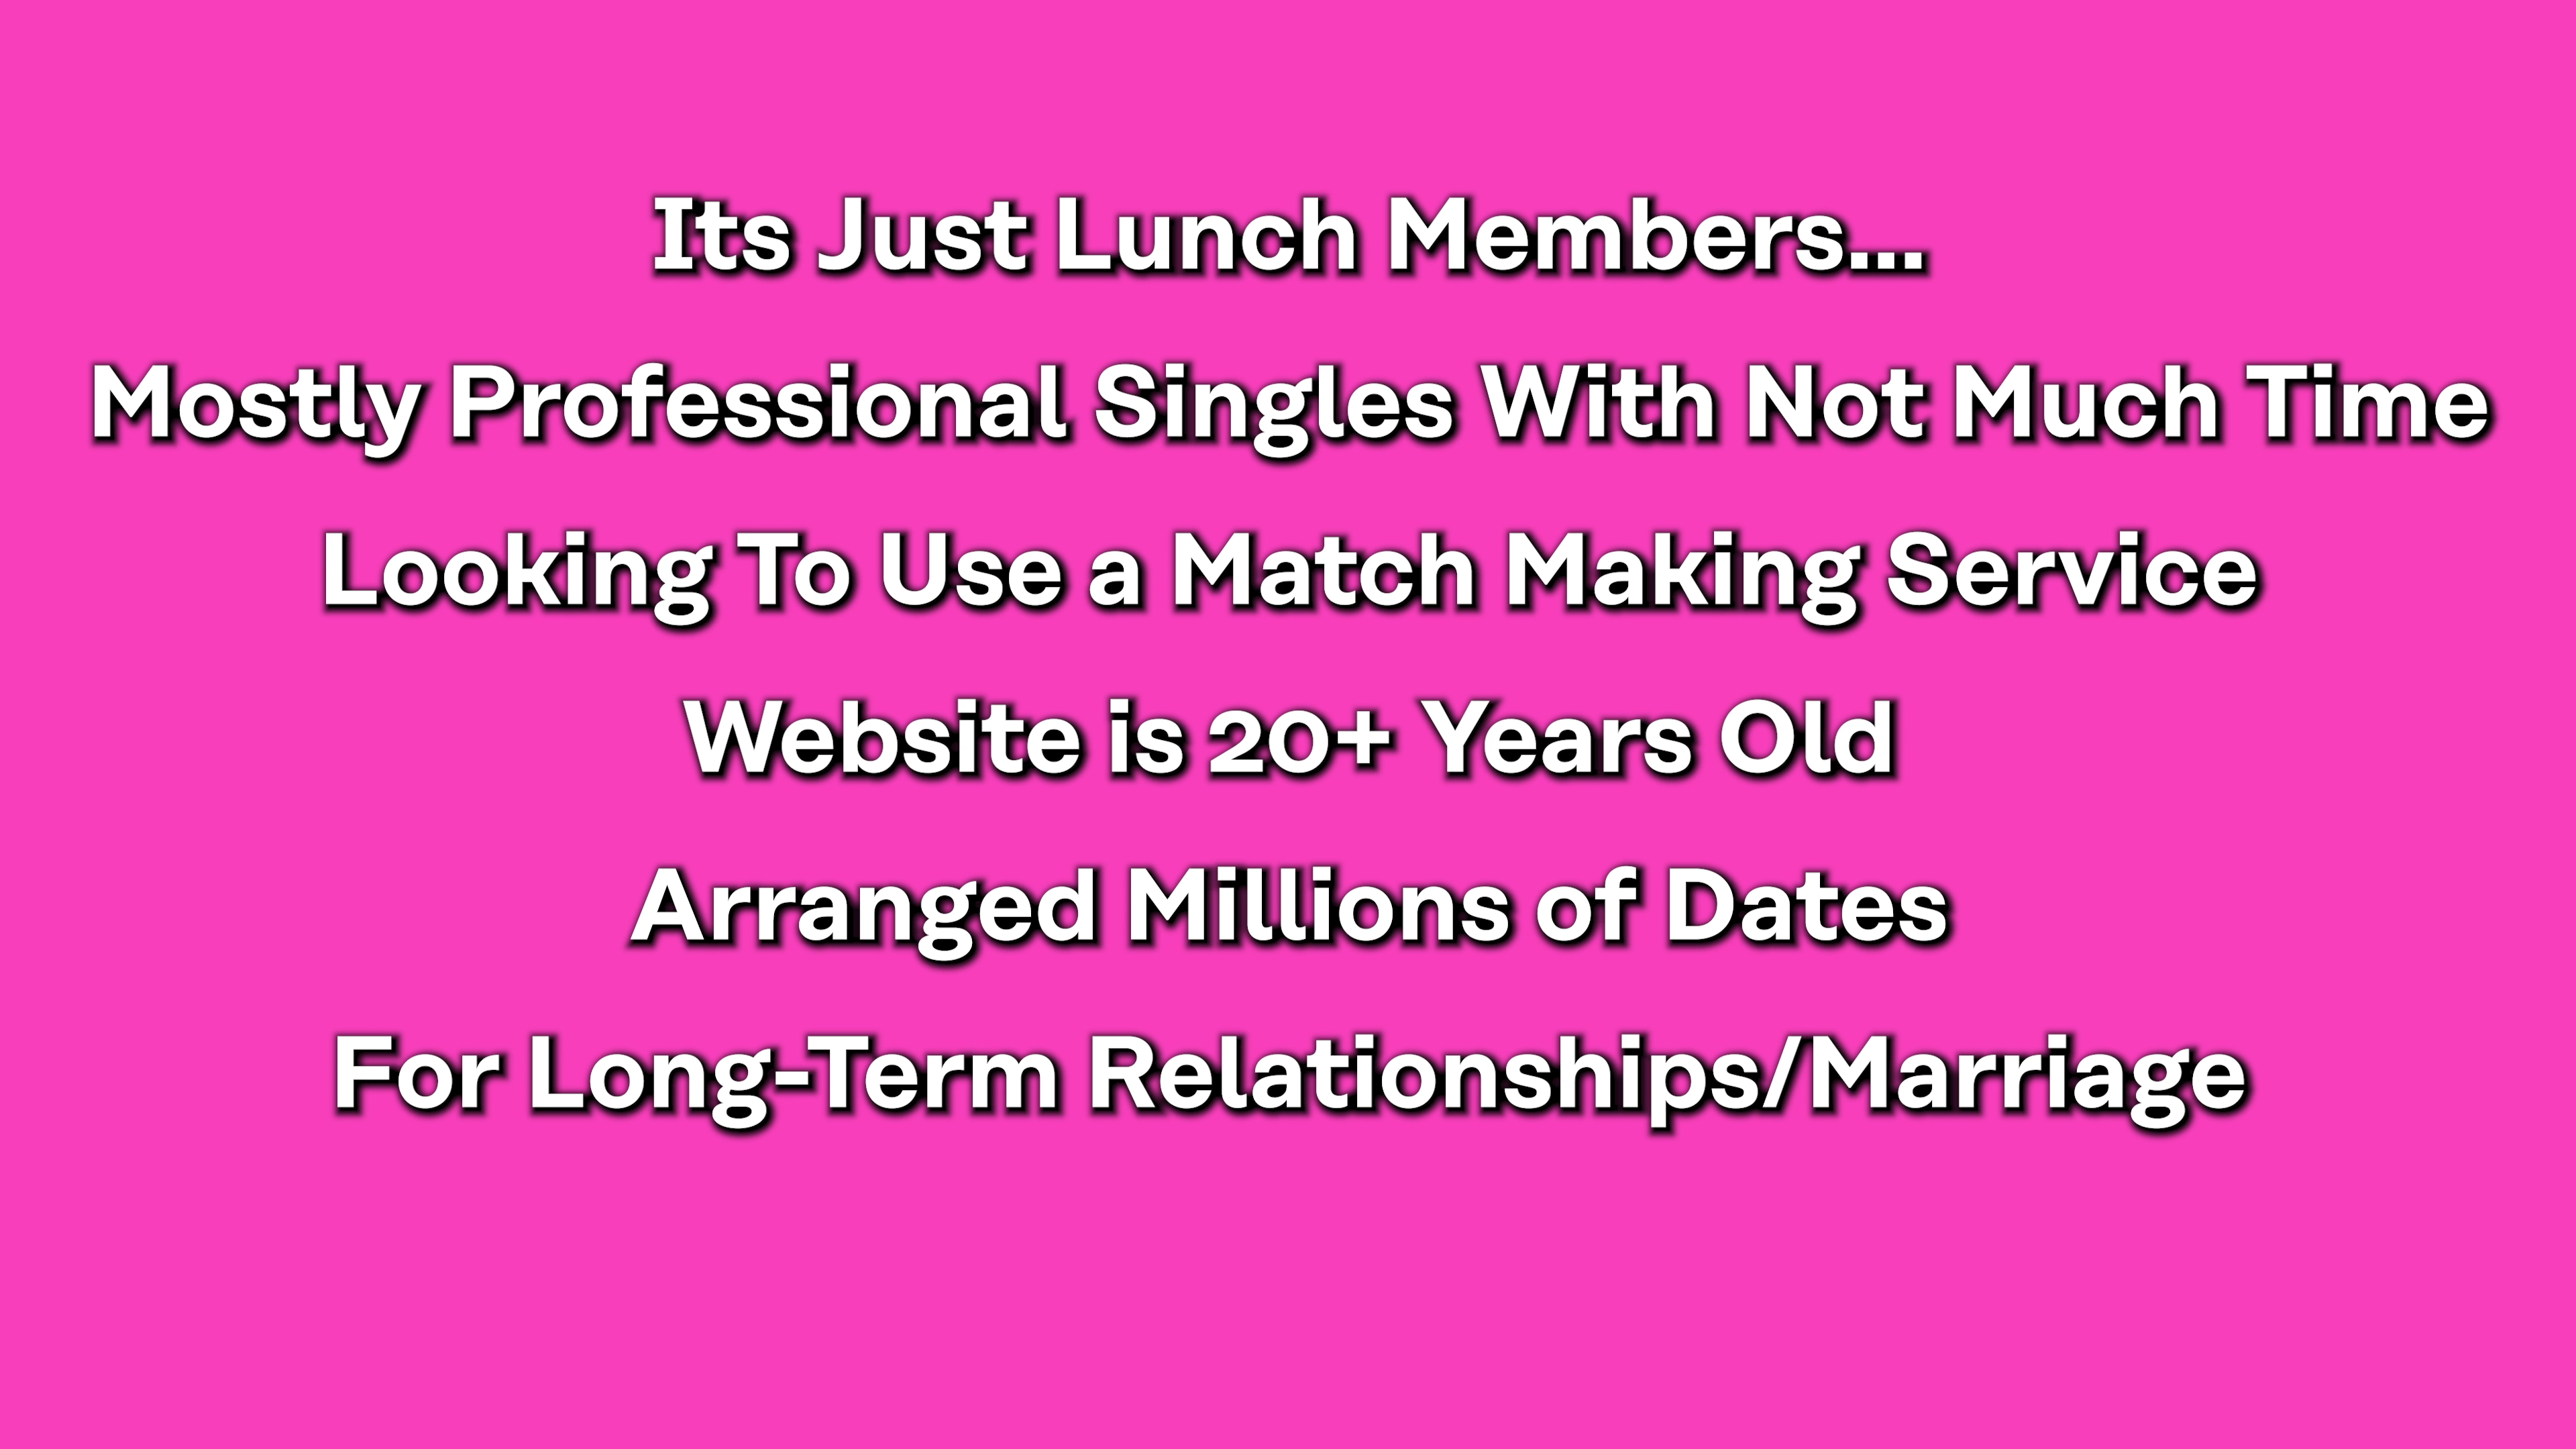 Its Just Lunch Members...
Mostly Professional Singles With Not Much Time
Looking To Use a Match Making Service
Website is 20+ Years Old
Arranged Millions of Dates
For Long-Term Relationships/Marriage